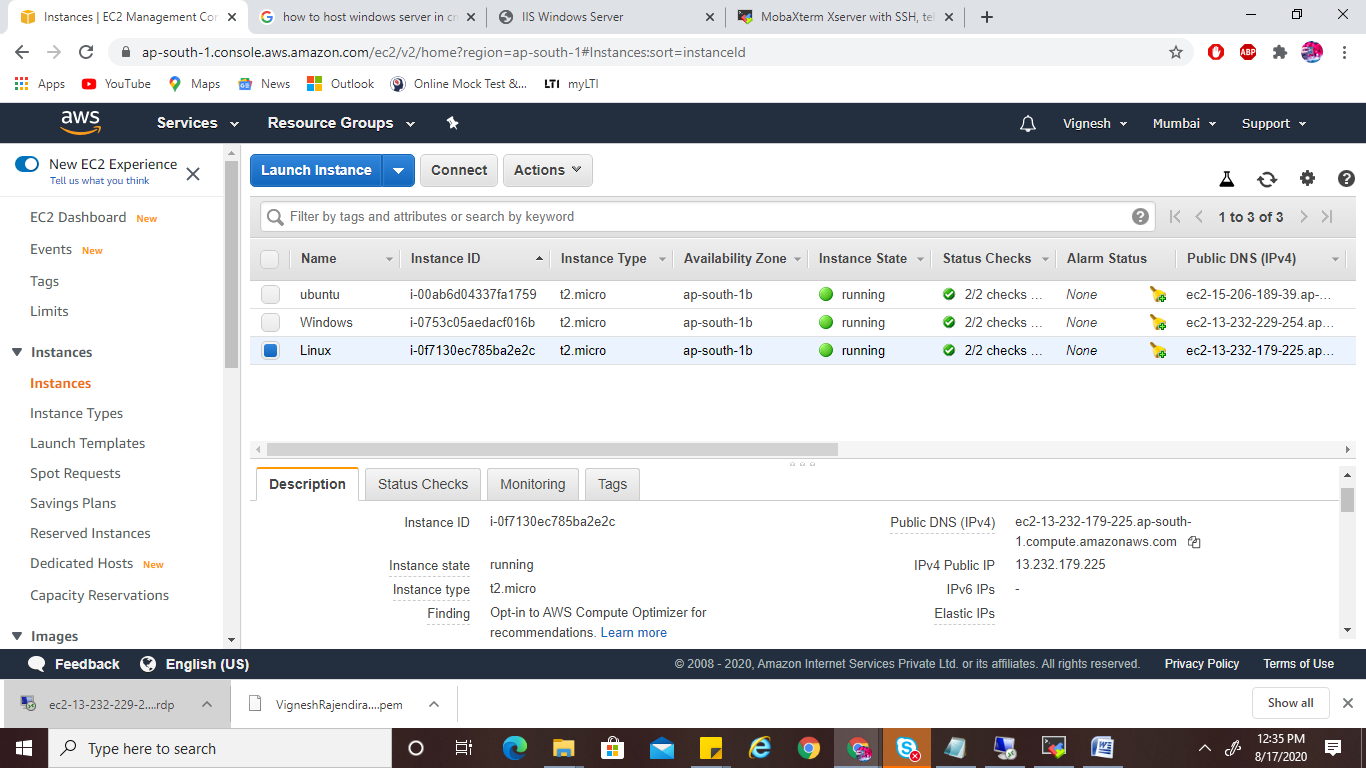 Instances | EC2 Management Con
how to host windows server in cr
IIS Windows Server
MobaXterm Xserver with SSH, tel
ap-south-1.console.aws.amazon.com/ec2/v2/home?region=ap-south-1#Instances:sort=instanceId
ABP
Apps
YouTube
Maps
News
Outlook
Online Mock Test &...
LTI myLTI
aws
Services
Resource Groups
Vignesh
Mumbai
Support
New EC2 Experience
Tell us what you think
EC2 Dashboard New
Events New
Tags
Limits
Instances
Instances
Instance Types
Launch Templates
Spot Requests
Savings Plans
Reserved Instances
Dedicated Hosts New
Capacity Reservations
Images
Launch Instance
Connect
Actions
Filter by tags and attributes or search by keyword
1 to 3 of 3
Name Instance ID Instance Type Availability Zone Instance State Status Checks Alarm Status Public DNS (IPv4)
ubuntu i-00ab6d04337fa1759 t2.micro ap-south-1b running 2/2 checks ... None ec2-15-206-189-39.ap-...
Windows i-0753c05aedacf016b t2.micro ap-south-1b running 2/2 checks ... None ec2-13-232-229-254.ap...
Linux i-0f7130ec785ba2e2c t2.micro ap-south-1b running 2/2 checks ... None ec2-13-232-179-225.ap...
Description
Status Checks
Monitoring
Tags
Instance ID i-0f7130ec785ba2e2c
Instance state running
Instance type t2.micro
Finding Opt-in to AWS Compute Optimizer for
recommendations. Learn more
Public DNS (IPv4) ec2-13-232-179-225.ap-south-
1.compute.amazonaws.com
IPv4 Public IP 13.232.179.225
IPv6 IPs -
Elastic IPs
Feedback
English (US)
© 2008 - 2020, Amazon Internet Services Private Ltd. or its affiliates. All rights reserved.
Privacy Policy
Terms of Use
ec2-13-232-229-2....rdp
VigneshRajendira....pem
Show all
Type here to search
12:35 PM
8/17/2020